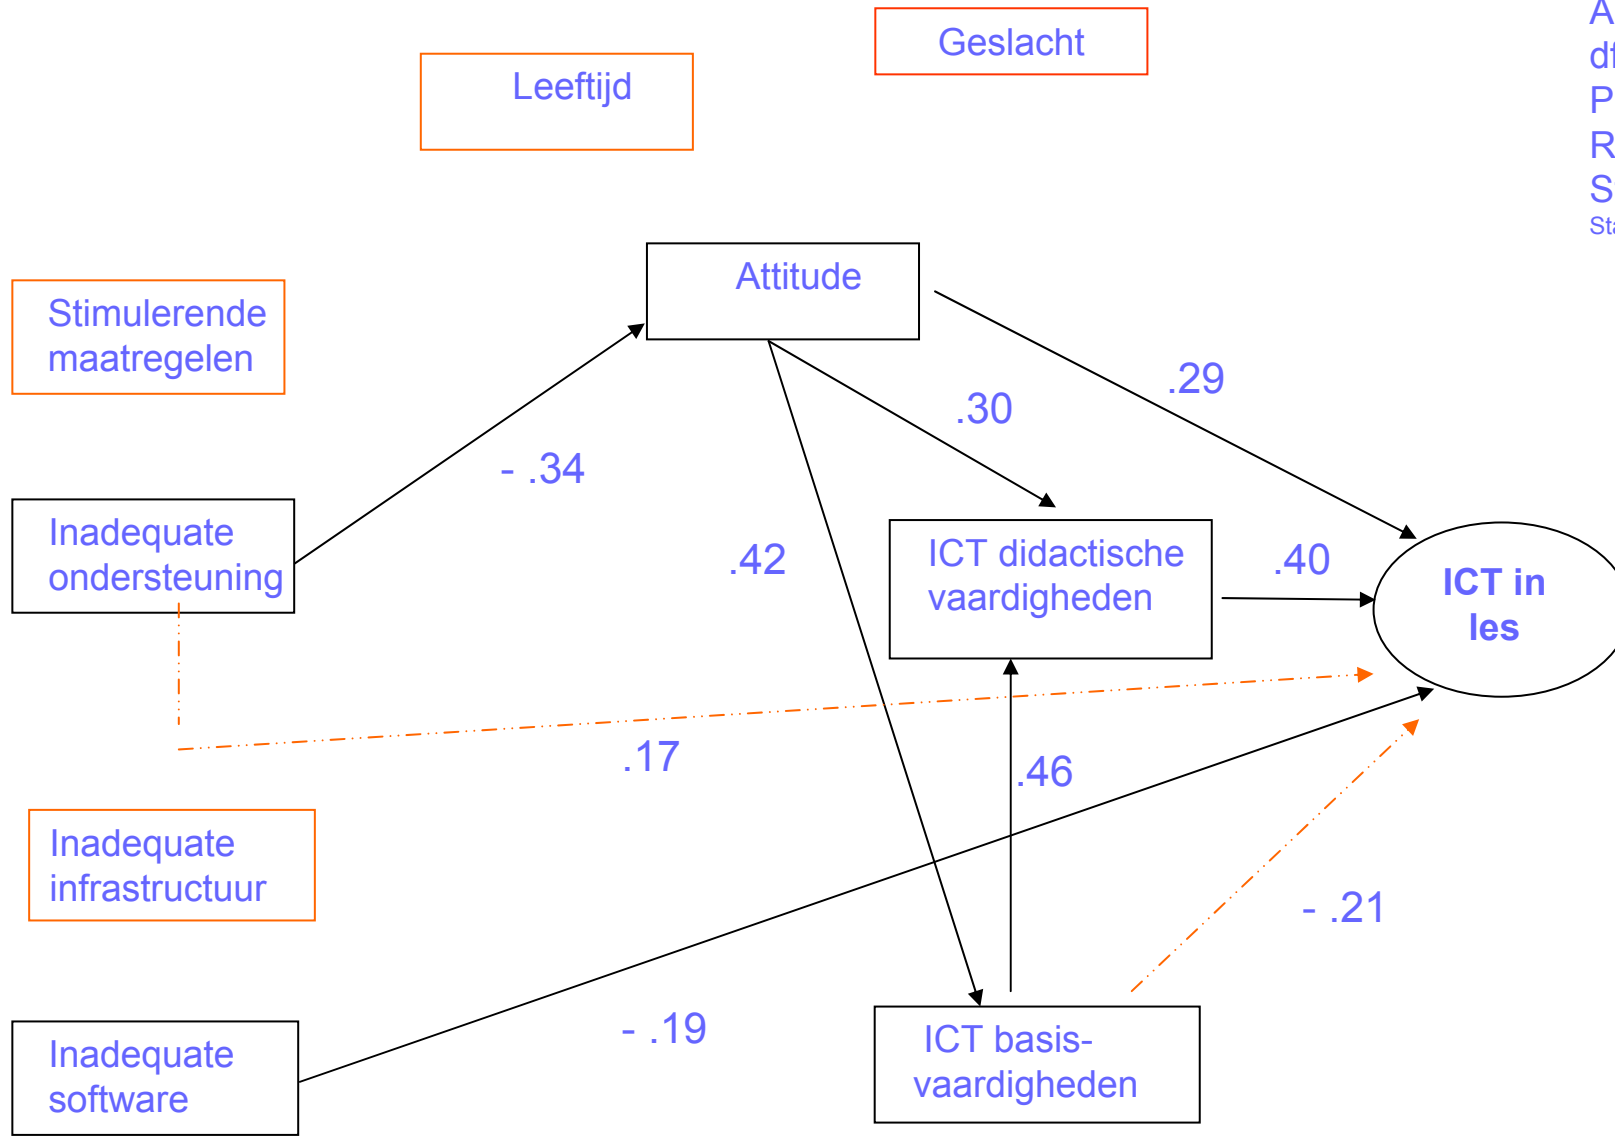 Geslacht
Leeftijd
Attitude
Stimulerende
maatregelen
.29
.30
- .34
Inadequate
ondersteuning
.42
ICT didactische
vaardigheden
.40
ICT in
les
.17
.46
Inadequate
infrastructuur
- .21
- .19
Inadequate
software
ICT basis-
vaardigheden